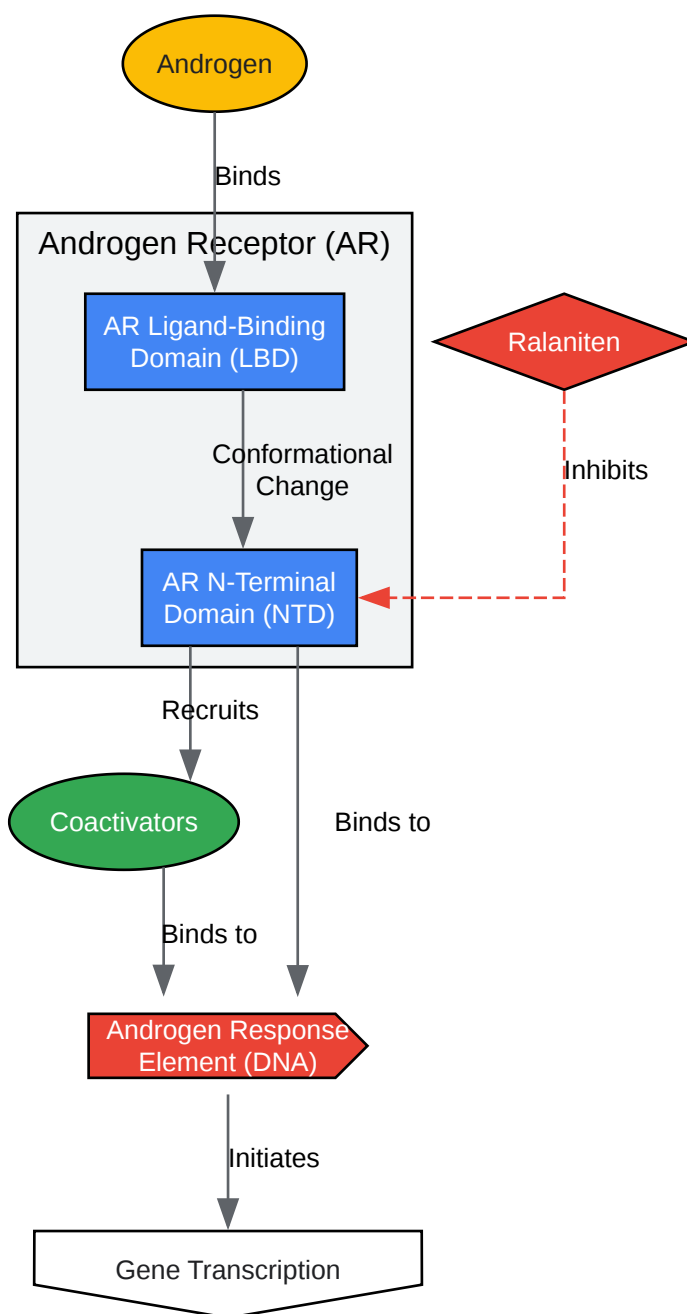 Androgen
Binds
Androgen Receptor (AR)
AR Ligand-Binding
Domain (LBD)
Ralaniten
Conformational
Change
Inhibits
AR N-Terminal
Domain (NTD)
Recruits
Coactivators
Binds to
Binds to
Androgen Response
Element (DNA)
Initiates
Gene Transcription